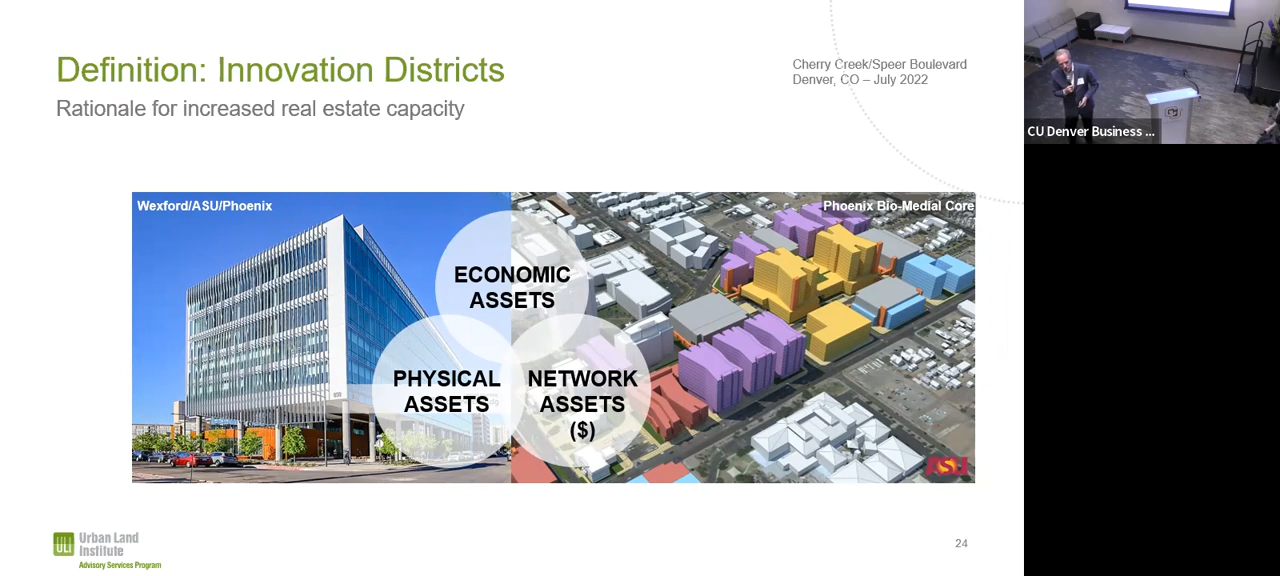 Definition: Innovation Districts
Rationale for increased real estate capacity
Cherry Creek/Speer Boulevard
Denver, CO – July 2022
CU Denver Business ...
Wexford/ASU/Phoenix
Phoenix Bio-Medial Core
ECONOMIC
ASSETS
PHYSICAL
ASSETS
NETWORK
ASSETS
($)
ASU
ULI
Urban Land
Institute
Advisory Services Program
24